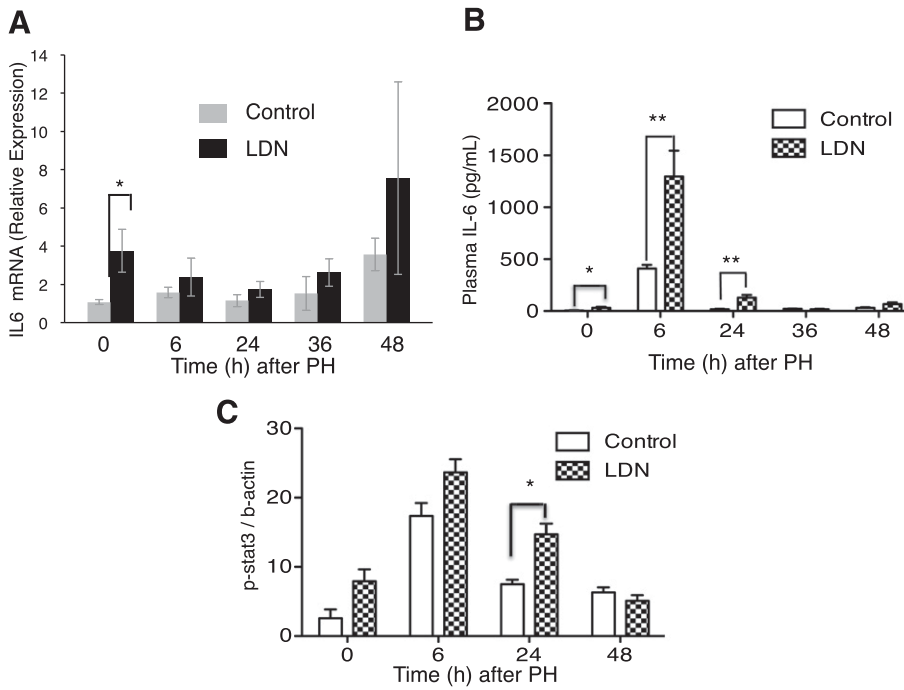 A
IL6 mRNA (Relative Expression)
14
12
10
8
6
4
2
0
Control
LDN
*
0 6 24 36 48
Time (h) after PH
B
Plasma IL-6 (pg/mL)
2000
1500
1000
500
0
Control
LDN
* ** **
0 6 24 36 48
Time (h) after PH
C
p-stat3 / b-actin
30
20
10
0
Control
LDN
*
0 6 24 48
Time (h) after PH